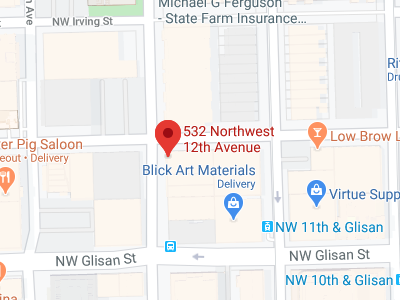 Michael G Ferguson
- State Farm Insurance...
NW Irving St
h Ave
532 Northwest
12th Avenue
er Pig Saloon
eout • Delivery
Low Brow L
Blick Art Materials
Delivery
Virtue Supp
NW 11th & Glisan
NW Glisan St
NW Glisan St
NW 10th & Glisan